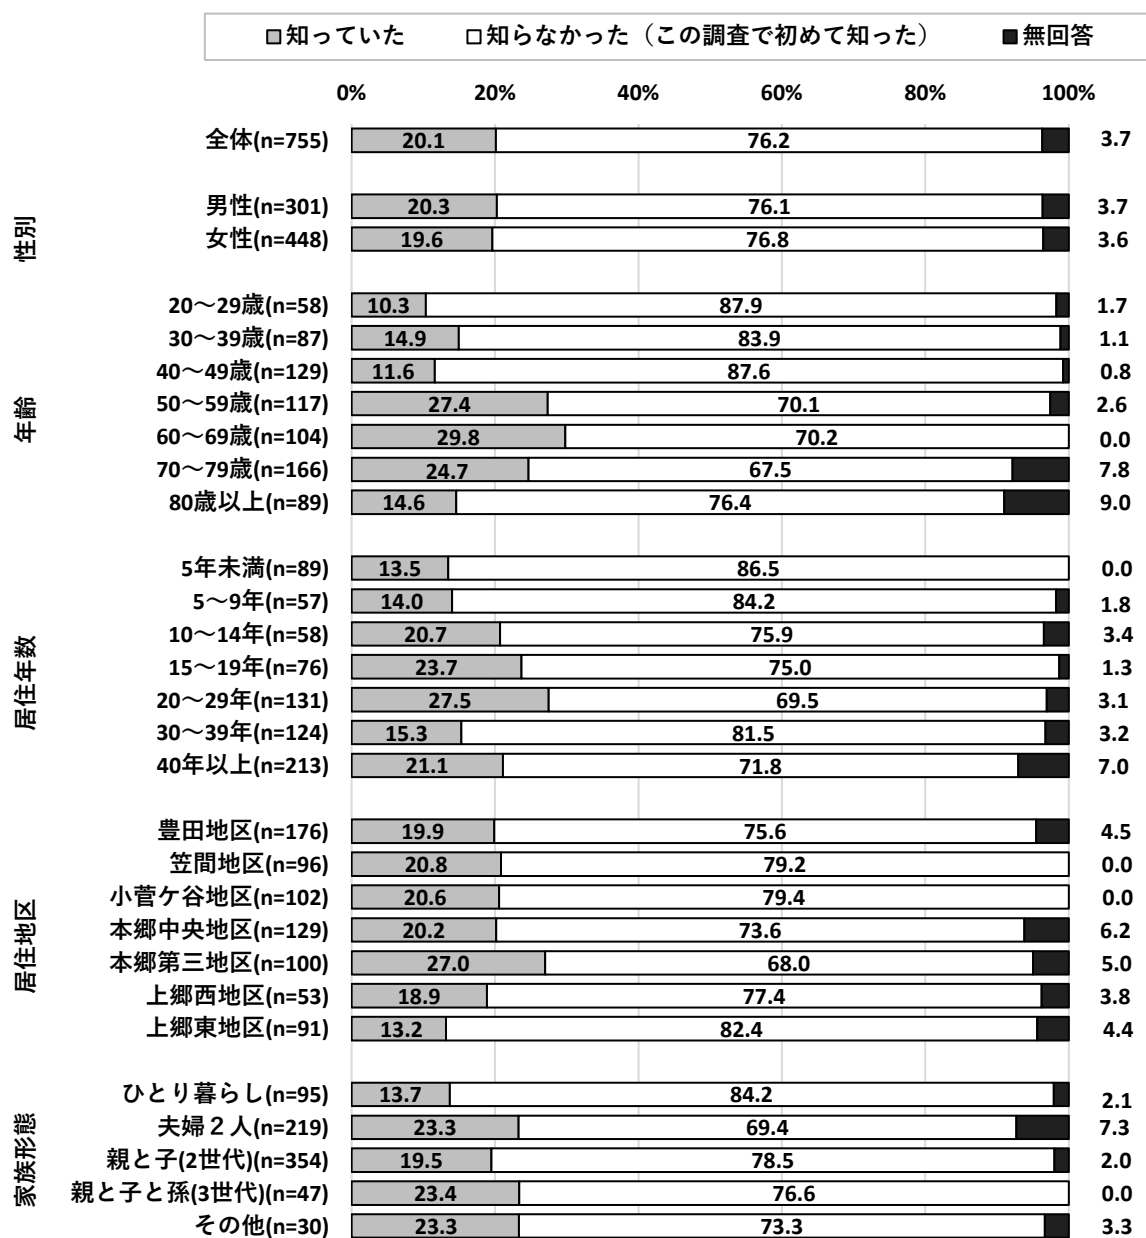 知っていた 知らなかった（この調査で初めて知った） 無回答
0% 20% 40% 60% 80% 100%
全体(n=755) 20.1 76.2 3.7
性別
男性(n=301) 20.3 76.1 3.7
女性(n=448) 19.6 76.8 3.6
年齢
20～29歳(n=58) 10.3 87.9 1.7
30～39歳(n=87) 14.9 83.9 1.1
40～49歳(n=129) 11.6 87.6 0.8
50～59歳(n=117) 27.4 70.1 2.6
60～69歳(n=104) 29.8 70.2 0.0
70～79歳(n=166) 24.7 67.5 7.8
80歳以上(n=89) 14.6 76.4 9.0
居住年数
5年未満(n=89) 13.5 86.5 0.0
5～9年(n=57) 14.0 84.2 1.8
10～14年(n=58) 20.7 75.9 3.4
15～19年(n=76) 23.7 75.0 1.3
20～29年(n=131) 27.5 69.5 3.1
30～39年(n=124) 15.3 81.5 3.2
40年以上(n=213) 21.1 71.8 7.0
居住地区
豊田地区(n=176) 19.9 75.6 4.5
笠間地区(n=96) 20.8 79.2 0.0
小菅ケ谷地区(n=102) 20.6 79.4 0.0
本郷中央地区(n=129) 20.2 73.6 6.2
本郷第三地区(n=100) 27.0 68.0 5.0
上郷西地区(n=53) 18.9 77.4 3.8
上郷東地区(n=91) 13.2 82.4 4.4
家族形態
ひとり暮らし(n=95) 13.7 84.2 2.1
夫婦２人(n=219) 23.3 69.4 7.3
親と子(2世代)(n=354) 19.5 78.5 2.0
親と子と孫(3世代)(n=47) 23.4 76.6 0.0
その他(n=30) 23.3 73.3 3.3